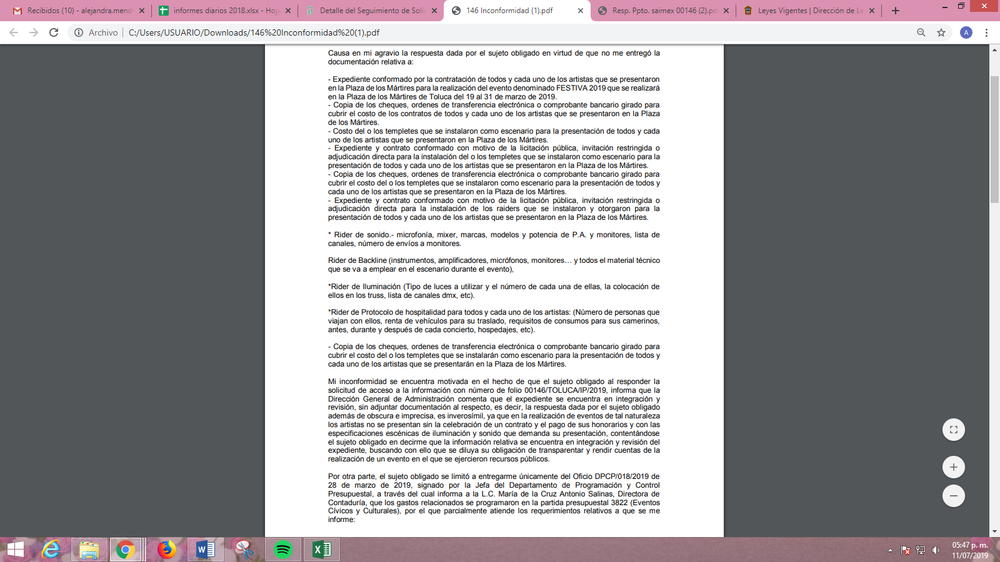 Recibidos (10) - alejandra.mend
informes diarios 2018.xlsx - Hoja
Detalle del Seguimiento de Solic
146 Inconformidad (1).pdf
Resp. Ppto. saimex 00146 (2).pd
Leyes Vigentes | Dirección de Le
Archivo
C:/Users/USUARIO/Downloads/146%20Inconformidad%20(1).pdf
A
Causa en mi agravio la respuesta dada por el sujeto obligado en virtud de que no me entregó la
documentación relativa a:
- Expediente conformado por la contratación de todos y cada uno de los artistas que se presentaron
en la Plaza de los Mártires para la realización del evento denominado FESTIVA 2019 que se realizará
en la Plaza de los Mártires de Toluca del 19 al 31 de marzo de 2019.
- Copia de los cheques, ordenes de transferencia electrónica o comprobante bancario girado para
cubrir el costo de los contratos de todos y cada uno de los artistas que se presentaron en la Plaza
de los Mártires.
- Costo del o los templetes que se instalaron como escenario para la presentación de todos y cada
uno de los artistas que se presentaron en la Plaza de los Mártires.
- Expediente y contrato conformado con motivo de la licitación pública, invitación restringida o
adjudicación directa para la instalación del o los templetes que se instalaron como escenario para la
presentación de todos y cada uno de los artistas que se presentaron en la Plaza de los Mártires.
- Copia de los cheques, ordenes de transferencia electrónica o comprobante bancario girado para
cubrir el costo del o los templetes que se instalaron como escenario para la presentación de todos y
cada uno de los artistas que se presentaron en la Plaza de los Mártires.
- Expediente y contrato conformado con motivo de la licitación pública, invitación restringida o
adjudicación directa para la instalación de los raiders que se instalaron y otorgaron para la
presentación de todos y cada uno de los artistas que se presentaron en la Plaza de los Mártires.
* Rider de sonido.- microfonía, mixer, marcas, modelos y potencia de P.A. y monitores, lista de
canales, número de envíos a monitores.
Rider de Backline (instrumentos, amplificadores, micrófonos, monitores… y todos el material técnico
que se va a emplear en el escenario durante el evento),
*Rider de Iluminación (Tipo de luces a utilizar y el número de cada una de ellas, la colocación de
ellos en los truss, lista de canales dmx, etc).
*Rider de Protocolo de hospitalidad para todos y cada uno de los artistas: (Número de personas que
viajan con ellos, renta de vehículos para su traslado, requisitos de consumos para sus camerinos,
antes, durante y después de cada concierto, hospedajes, etc).
- Copia de los cheques, ordenes de transferencia electrónica o comprobante bancario girado para
cubrir el costo del o los templetes que se instalarán como escenario para la presentación de todos y
cada uno de los artistas que se presentarán en la Plaza de los Mártires.
Mi inconformidad se encuentra motivada en el hecho de que el sujeto obligado al responder la
solicitud de acceso a la información con número de folio 00146/TOLUCA/IP/2019, informa que la
Dirección General de Administración comenta que el expediente se encuentra en integración y
revisión, sin adjuntar documentación al respecto, es decir, la respuesta dada por el sujeto obligado
además de obscura e imprecisa, es inverosímil, ya que en la realización de eventos de tal naturaleza
los artistas no se presentan sin la celebración de un contrato y el pago de sus honorarios y con las
especificaciones escénicas de iluminación y sonido que demanda su presentación, contentándose
el sujeto obligado en decirme que la información relativa se encuentra en integración y revisión del
expediente, buscando con ello que se diluya su obligación de transparentar y rendir cuentas de la
realización de un evento en el que se ejercieron recursos públicos.
Por otra parte, el sujeto obligado se limitó a entregarme únicamente del Oficio DPCP/018/2019 de
28 de marzo de 2019, signado por la Jefa del Departamento de Programación y Control
Presupuestal, a través del cual informa a la L.C. María de la Cruz Antonio Salinas, Directora de
Contaduría, que los gastos relacionados se programaron en la partida presupuestal 3822 (Eventos
Cívicos y Culturales), por el que parcialmente atiende los requerimientos relativos a que se me
informe:
05:47 p. m.
11/07/2019